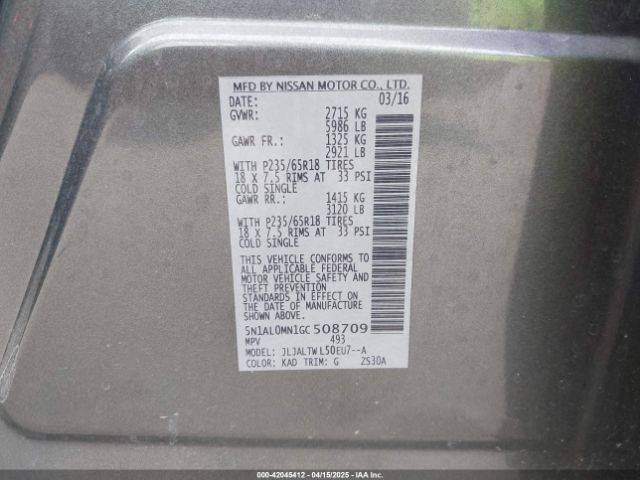 MFD BY NISSAN MOTOR CO., LTD.
DATE: 03/16
GVWR: 2715 KG
5986 LB
GAWR FR.: 1325 KG
2921 LB
WITH P235/65R18 TIRES
18 X 7.5 RIMS AT 33 PSI
COLD SINGLE
GAWR RR.: 1415 KG
3120 LB
WITH P235/65R18 TIRES
18 X 7.5 RIMS AT 33 PSI
COLD SINGLE
THIS VEHICLE CONFORMS TO
ALL APPLICABLE FEDERAL
MOTOR VEHICLE SAFETY AND
THEFT PREVENTION
STANDARDS IN EFFECT ON
THE DATE OF MANUFACTURE
SHOWN ABOVE.
5N1AL0MN1GC508709
MPV 493
MODEL: JLJALTWL50EU7--A
COLOR: KAD TRIM: G ZS30A
000-42045412 - 04/15/2025 - IAA Inc.